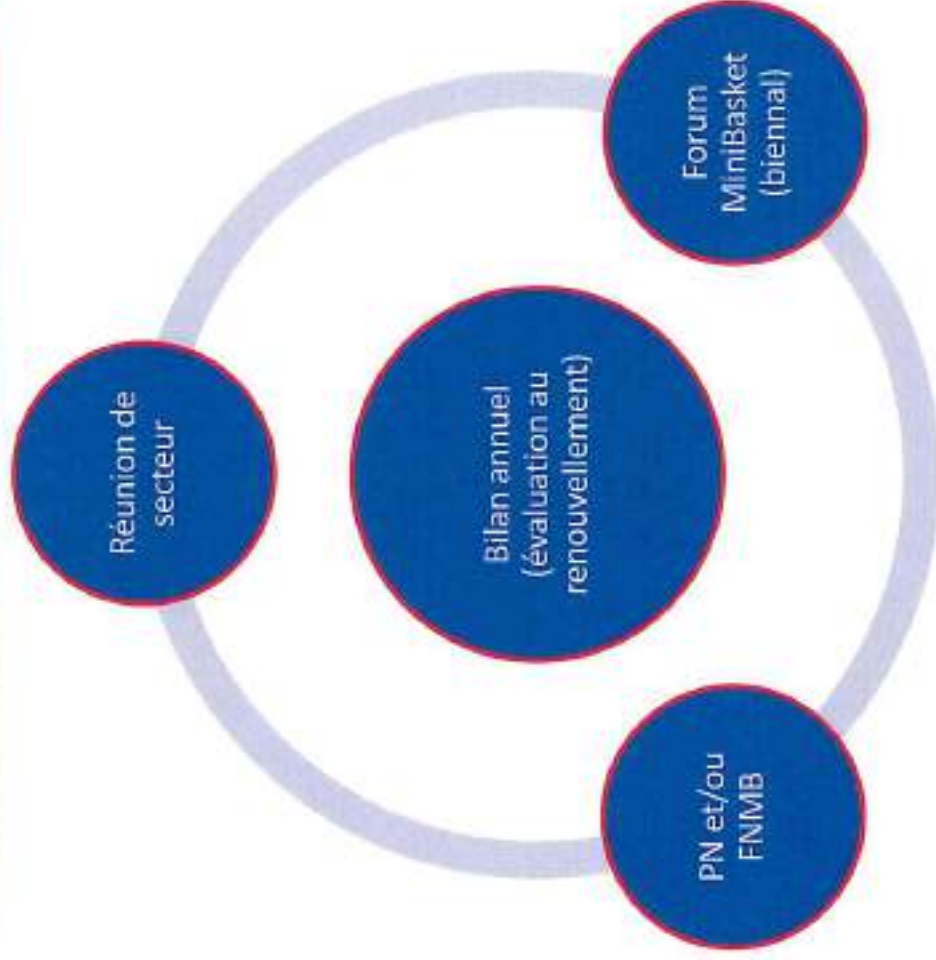 Réunion de
secteur
Bilan annuel
(évaluation au
renouvellement)
Forum
MiniBasket
(biennal)
PN et/ou
FNMB